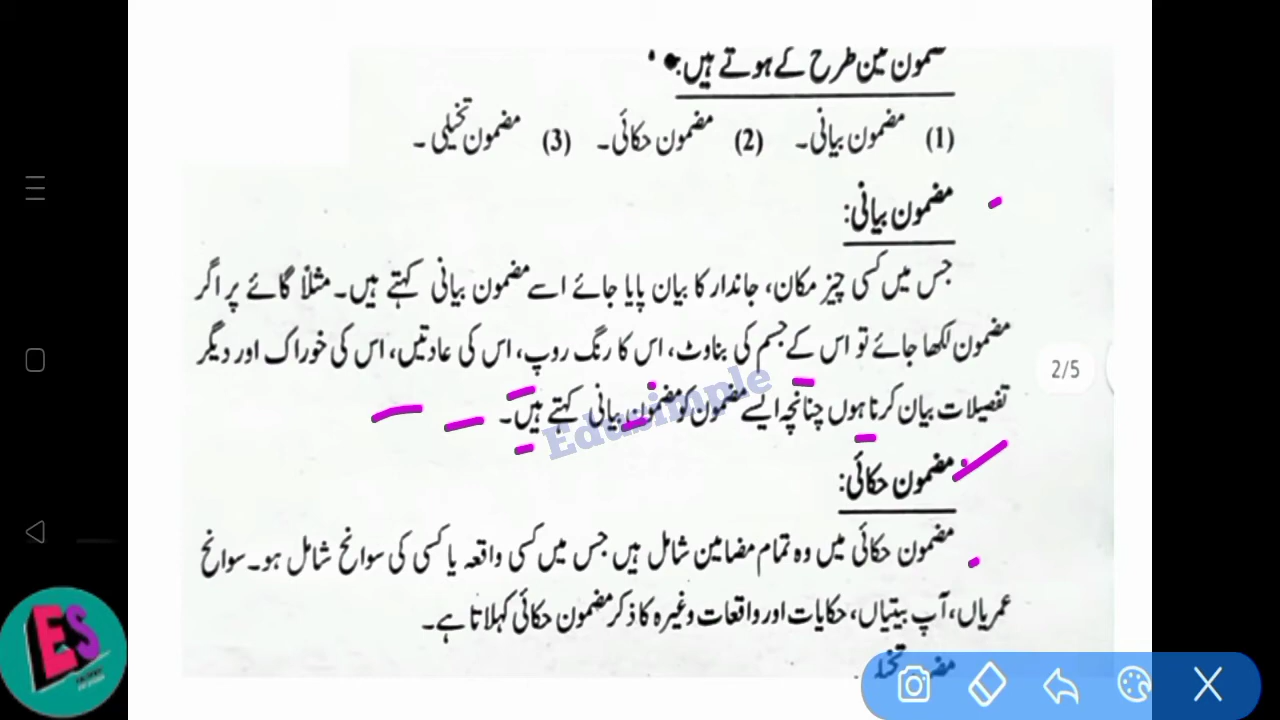 مضمون تین طرح کے ہوتے ہیں:
(1) مضمون بیانی۔ (2) مضمون حکائی۔ (3) مضمون تخیلی۔
مضمون بیانی:
جس میں کسی چیز مکان، جاندار کا بیان پایا جائے اسے مضمون بیانی کہتے ہیں۔ مثلاً گائے پر اگر
مضمون لکھا جائے تو اس کے جسم کی بناوٹ، اس کا رنگ روپ، اس کی عادتیں، اس کی خوراک اور دیگر
2/5
تفصیلات بیان کرنا ہوں چنانچہ ایسے مضمون کو مضمون بیانی کہتے ہیں۔
Edusimple
مضمون حکائی:
مضمون حکائی میں وہ تمام مضامین شامل ہیں جس میں کسی واقعہ یا کسی کی سوانح شامل ہو۔ سوانح
عمریاں، آپ بیتیاں، حکایات اور واقعات وغیرہ کا ذکر مضمون حکائی کہلاتا ہے۔
ES